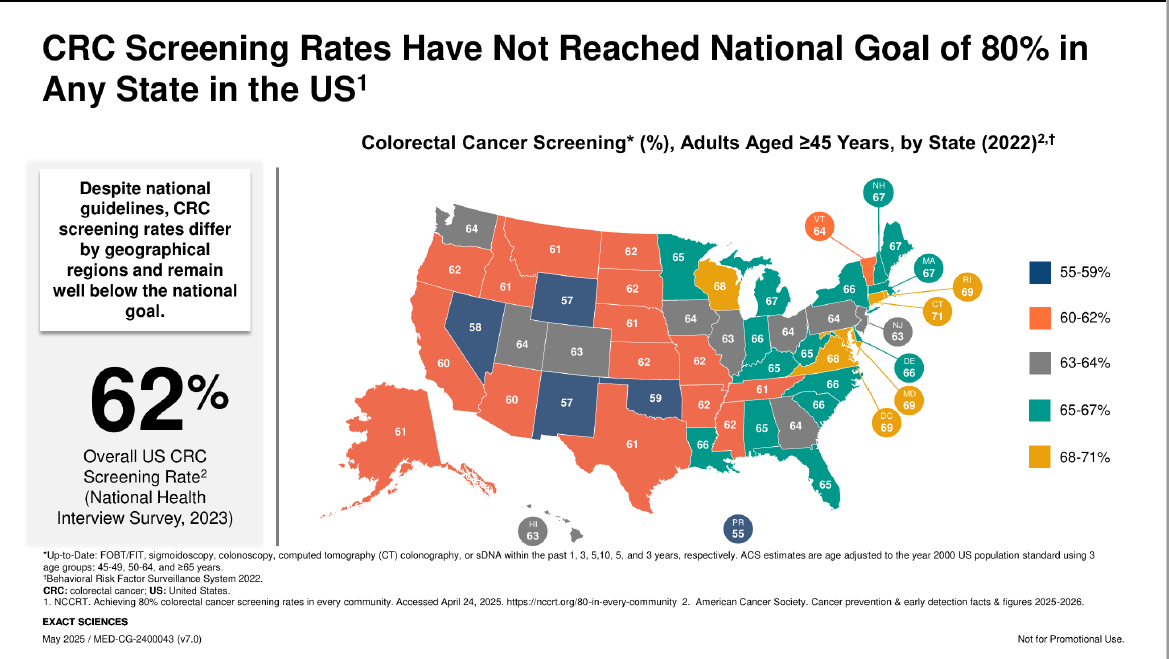 CRC Screening Rates Have Not Reached National Goal of 80% in
Any State in the US¹
Colorectal Cancer Screening* (%), Adults Aged ≥45 Years, by State (2022)²,†
Despite national
guidelines, CRC
screening rates differ
by geographical
regions and remain
well below the national
goal.
62%
Overall US CRC
Screening Rate²
(National Health
Interview Survey, 2023)
64
62
60
61
58
61
57
64
60
63
57
62
62
61
62
59
61
65
64
62
62
66
68
63
67
66
64
65
65
61
62
65
64
65
66
66
68
64
66
67
VT
64
NH
67
MA
67
RI
69
CT
71
NJ
63
DE
66
MD
69
DC
69
61
HI
63
PR
55
55-59%
60-62%
63-64%
65-67%
68-71%
*Up-to-Date: FOBT/FIT, sigmoidoscopy, colonoscopy, computed tomography (CT) colonography, or sDNA within the past 1, 3, 5,10, 5, and 3 years, respectively. ACS estimates are age adjusted to the year 2000 US population standard using 3
age groups: 45-49, 50-64, and ≥65 years.
†Behavioral Risk Factor Surveillance System 2022.
CRC: colorectal cancer; US: United States.
1. NCCRT. Achieving 80% colorectal cancer screening rates in every community. Accessed April 24, 2025. https://nccrt.org/80-in-every-community 2. American Cancer Society. Cancer prevention & early detection facts & figures 2025-2026.
EXACT SCIENCES
May 2025 / MED-CG-2400043 (v7.0)
Not for Promotional Use.